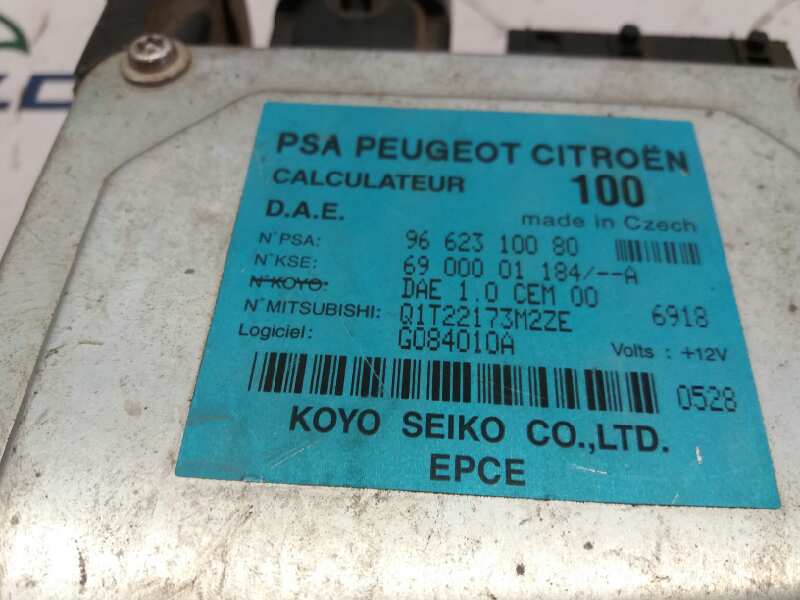 PSA PEUGEOT CITROËN
CALCULATEUR 100
D.A.E. made in Czech
N°PSA: 96 623 100 80
N°KSE: 69 000 01 184/--A
N°KOYO: DAE 1.0 CEM 00
N°MITSUBISHI: Q1T22173M2ZE 6918
Logiciel: G084010A Volts : +12V
0528
KOYO SEIKO CO.,LTD.
EPCE